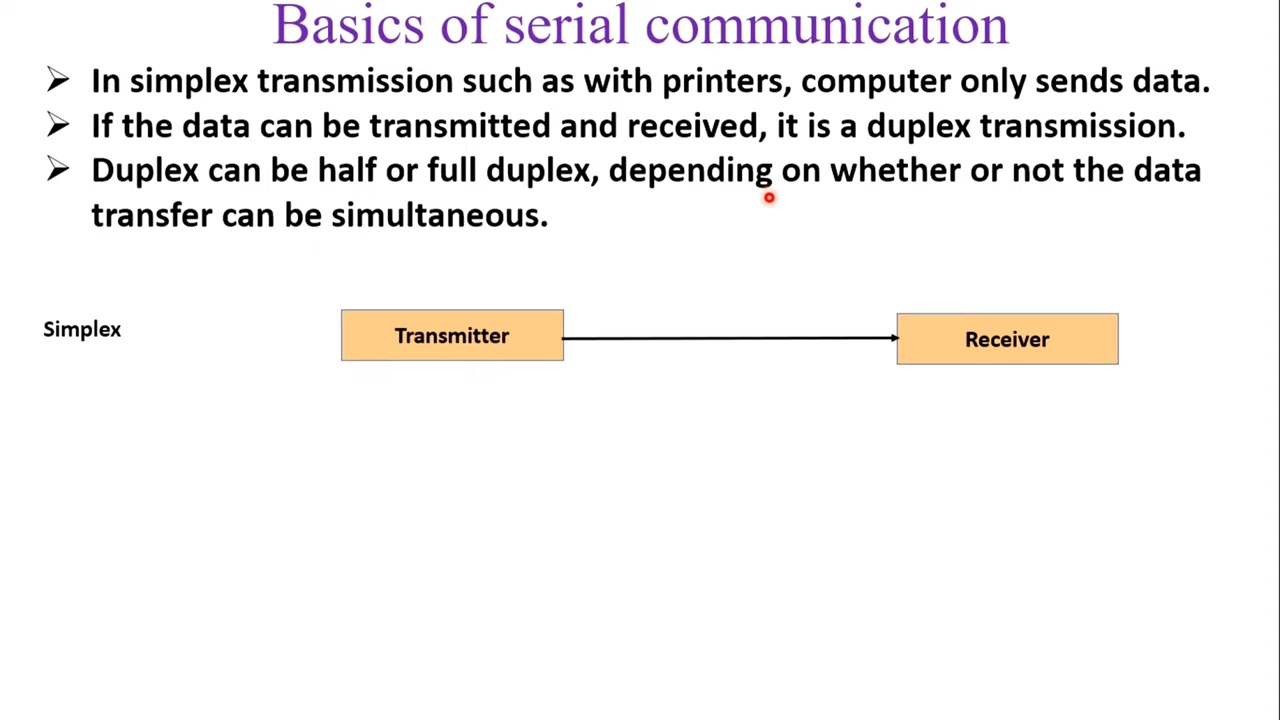 Basics of serial communication
In simplex transmission such as with printers, computer only sends data.
If the data can be transmitted and received, it is a duplex transmission.
Duplex can be half or full duplex, depending on whether or not the data
transfer can be simultaneous.
Simplex
Transmitter
Receiver